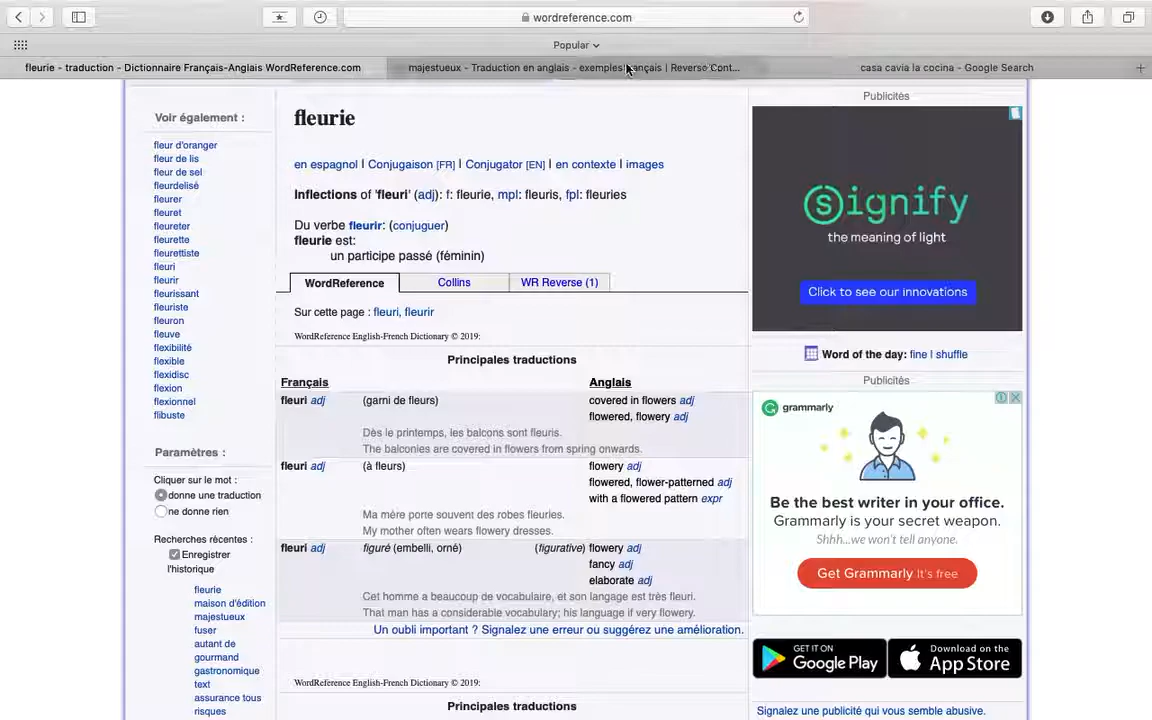 wordreference.com
Popular
fleurie - traduction - Dictionnaire Français-Anglais WordReference.com
majestueux - Traduction en anglais - exemples français | Reverso Cont...
casa cavia la cocina - Google Search
Voir également :
fleur d'oranger
fleur de lis
fleur de sel
fleurdelisé
fleurer
fleuret
fleureter
fleurette
fleurettiste
fleuri
fleurir
fleurissant
fleuriste
fleuron
fleuve
flexibilité
flexible
flexidisc
flexion
flexionnel
flibuste
Paramètres :
Cliquer sur le mot :
donne une traduction
ne donne rien
Recherches récentes :
Enregistrer
l'historique
fleurie
maison d'édition
majestueux
fuser
autant de
gourmand
gastronomique
text
assurance tous
risques
fleurie
en espagnol | Conjugaison [FR] | Conjugator [EN] | en contexte | images
Inflections of 'fleuri' (adj): f: fleurie, mpl: fleuris, fpl: fleuries
Du verbe fleurir: (conjuguer)
fleurie est:
un participe passé (féminin)
WordReference Collins WR Reverse (1)
Sur cette page : fleuri, fleurir
WordReference English-French Dictionary © 2019:
Principales traductions
Français Anglais
fleuri adj (garni de fleurs) covered in flowers adj
flowered, flowery adj
Dès le printemps, les balcons sont fleuris.
The balconies are covered in flowers from spring onwards.
fleuri adj (à fleurs) flowery adj
flowered, flower-patterned adj
with a flowered pattern expr
Ma mère porte souvent des robes fleuries.
My mother often wears flowery dresses.
fleuri adj figuré (embelli, orné) (figurative) flowery adj
fancy adj
elaborate adj
Cet homme a beaucoup de vocabulaire, et son langage est très fleuri.
That man has a considerable vocabulary; his language if very flowery.
Un oubli important ? Signalez une erreur ou suggérez une amélioration.
WordReference English-French Dictionary © 2019:
Principales traductions
Publicités
signify
the meaning of light
Click to see our innovations
Word of the day: fine | shuffle
Publicités
grammarly
Be the best writer in your office.
Grammarly is your secret weapon.
Shhh...we won't tell anyone.
Get Grammarly It's free
GET IT ON
Google Play
Download on the
App Store
Signalez une publicité qui vous semble abusive.